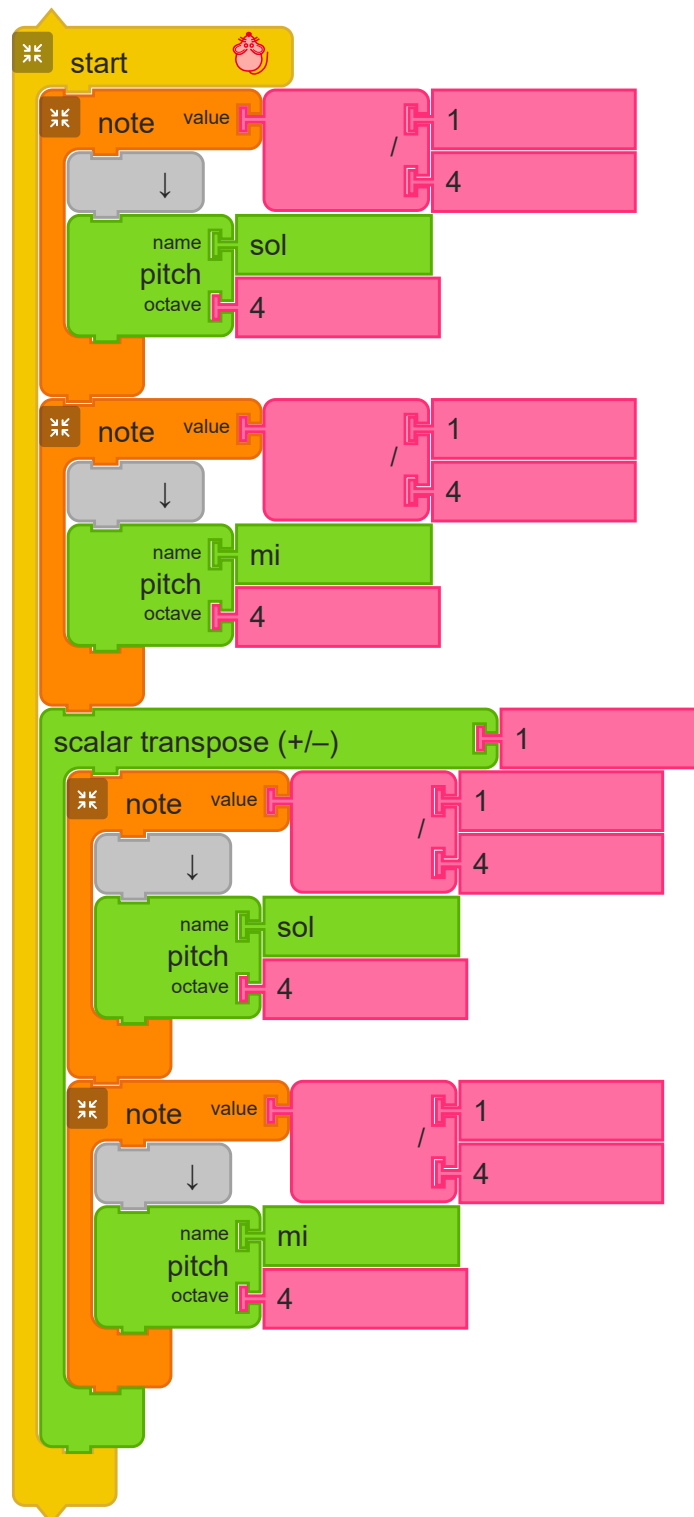 start
note value 1
/
4
↓
name sol
pitch
octave 4
note value 1
/
4
↓
name mi
pitch
octave 4
scalar transpose (+/–) 1
note value 1
/
4
↓
name sol
pitch
octave 4
note value 1
/
4
↓
name mi
pitch
octave 4